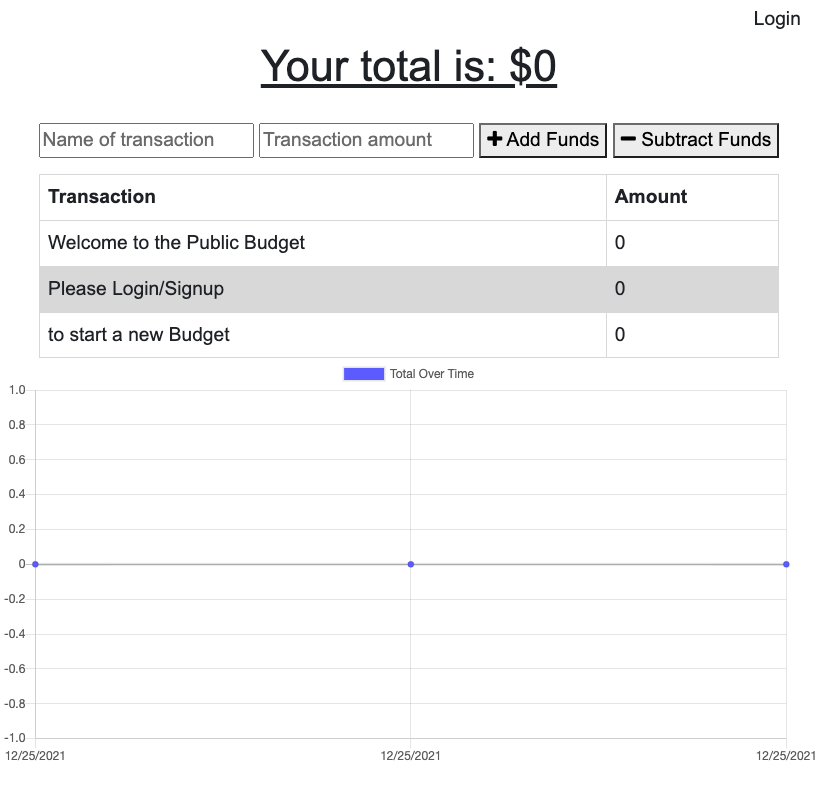 Login
Your total is: $0
Name of transaction Transaction amount Add Funds Subtract Funds
Transaction Amount
Welcome to the Public Budget 0
Please Login/Signup 0
to start a new Budget 0
Total Over Time
1.0
0.8
0.6
0.4
0.2
0
-0.2
-0.4
-0.6
-0.8
-1.0
12/25/2021 12/25/2021 12/25/2021